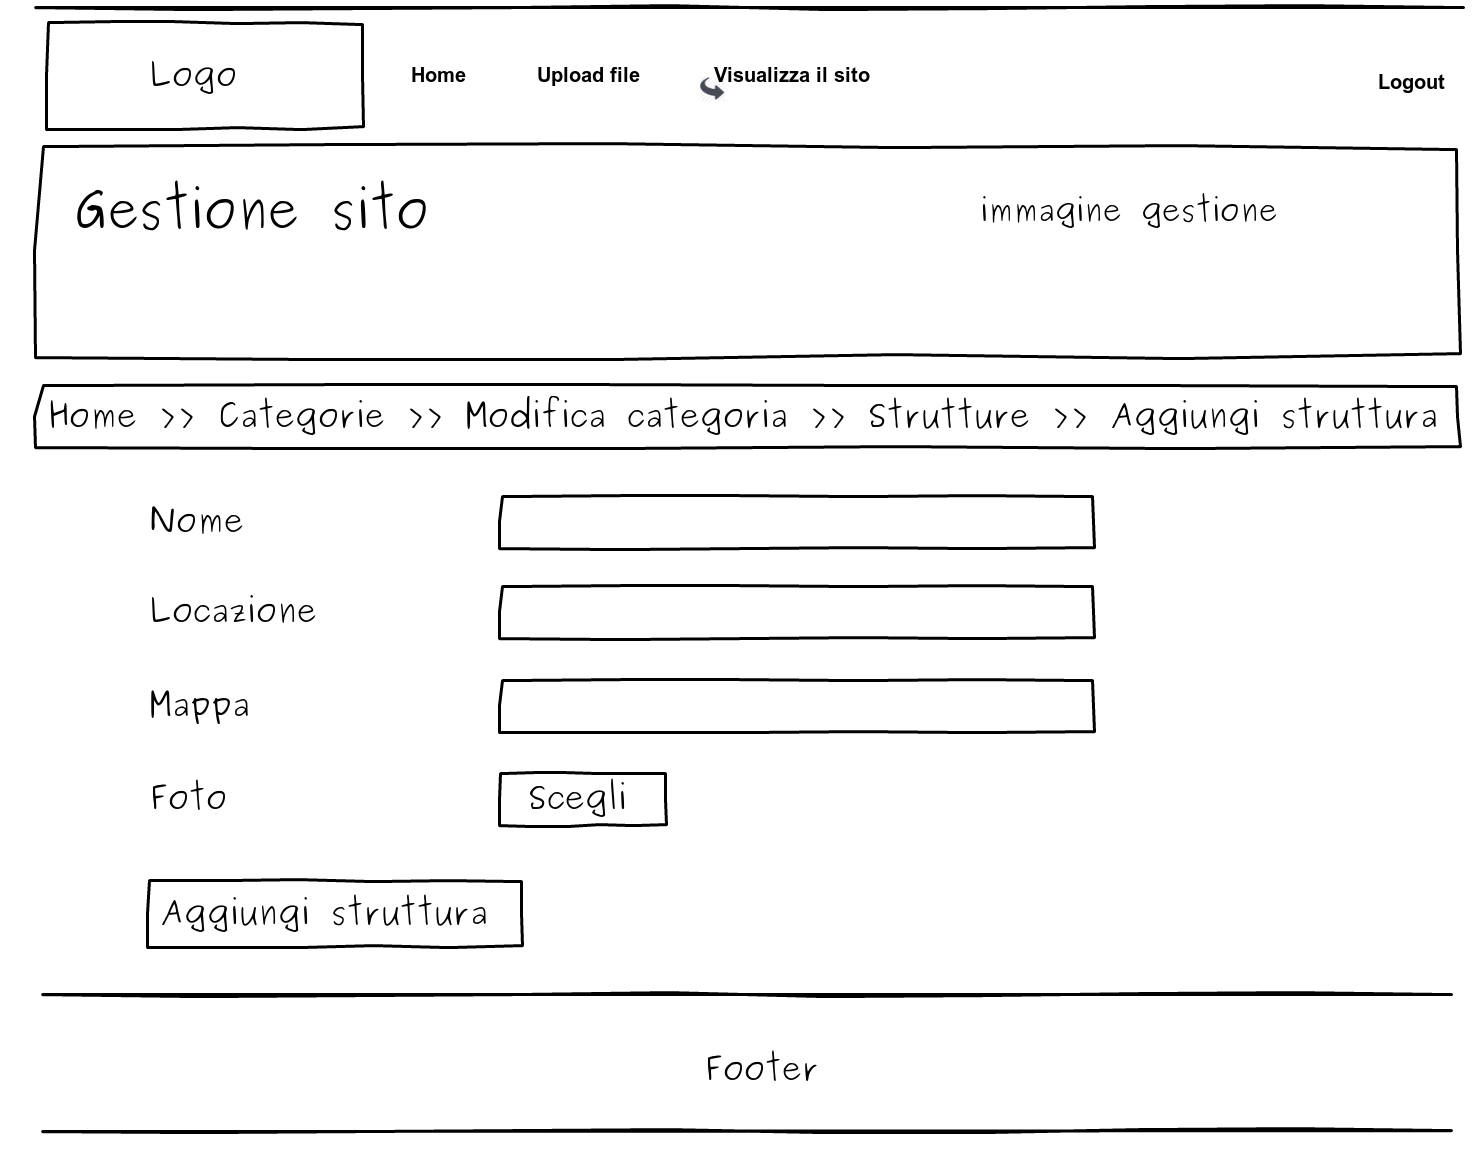 Logo
Home
Upload file
Visualizza il sito
Logout
Gestione sito
immagine gestione
Home >> Categorie >> Modifica categoria >> Strutture >> Aggiungi struttura
Nome
Locazione
Mappa
Foto
Scegli
Aggiungi struttura
Footer